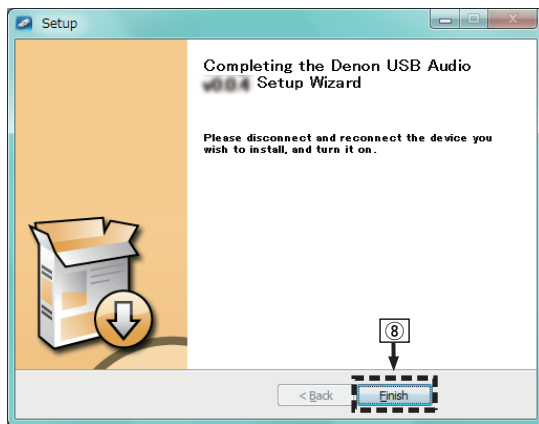 Setup
Completing the Denon USB Audio
Setup Wizard
Please disconnect and reconnect the device you
wish to install, and turn it on.
⑧
< Back
Finish